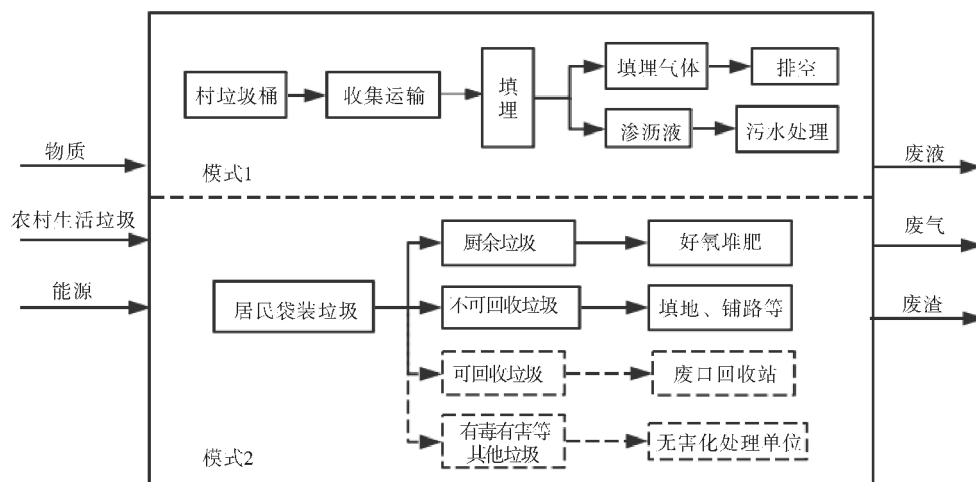 物质
农村生活垃圾
能源
村垃圾桶
收集运输
填
埋
填埋气体
排空
渗沥液
污水处理
模式1
居民袋装垃圾
厨余垃圾
好氧堆肥
不可回收垃圾
填地、铺路等
可回收垃圾
废口回收站
有毒有害等
其他垃圾
无害化处理单位
模式2
废液
废气
废渣